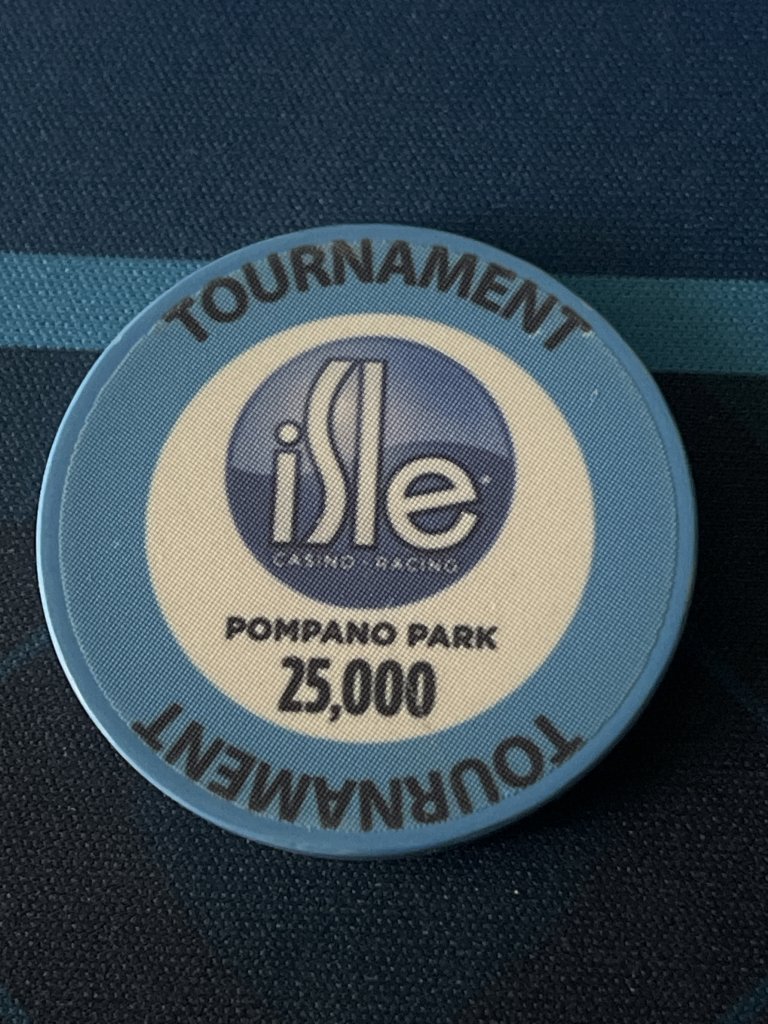 TOURNAMENT
isle
CASINO · RACING
POMPANO PARK
25,000
TOURNAMENT